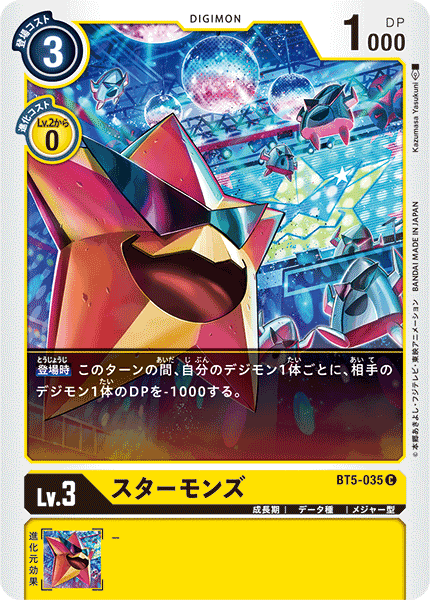 登場コスト
3
DIGIMON
1000
DP
進化コスト
Lv.2から
0
Kazumasa Yasukuni
©本郷あきよし・フジテレビ・東映アニメーション BANDAI MADE IN JAPAN
登場時 このターンの間、自分のデジモン1体ごとに、相手の
デジモン1体のDPを-1000する。
BT5-035 C
Lv.3 スターモンズ
成長期 | データ種 | メジャー型
進化元効果
－